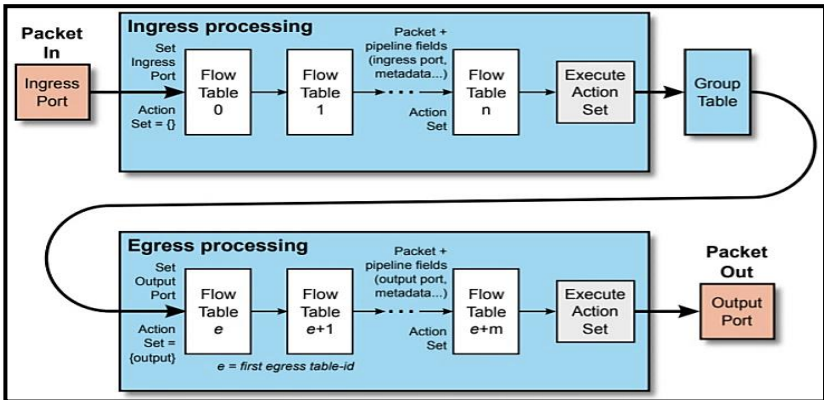 Ingress processing
Packet
In
Ingress
Port
Set
Ingress
Port
Action
Set = {}
Flow
Table
0
Flow
Table
1
Packet +
pipeline fields
(ingress port,
metadata...)
• • •
Action
Set
Flow
Table
n
Execute
Action
Set
Group
Table
Egress processing
Set
Output
Port
Action
Set =
{output}
Flow
Table
e
Flow
Table
e+1
e = first egress table-id
Packet +
pipeline fields
(output port,
metadata...)
• • •
Action
Set
Flow
Table
e+m
Execute
Action
Set
Packet
Out
Output
Port